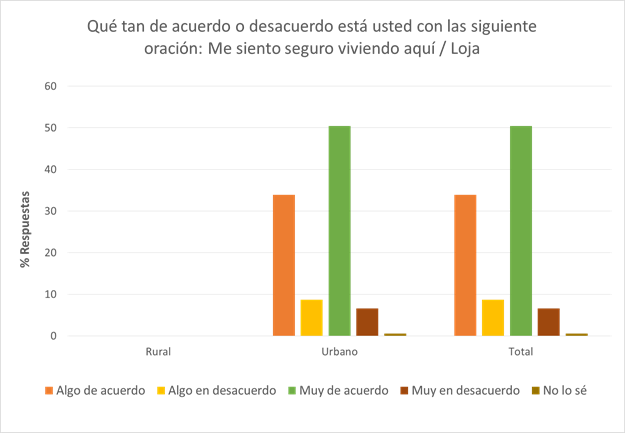 Qué tan de acuerdo o desacuerdo está usted con las siguiente
oración: Me siento seguro viviendo aquí / Loja
60
50
40
30
20
10
0
% Respuestas
Rural Urbano Total
Algo de acuerdo Algo en desacuerdo Muy de acuerdo Muy en desacuerdo No lo sé